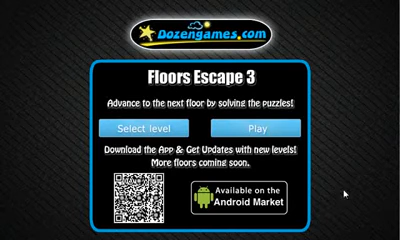 Dozengames.com
Floors Escape 3
Advance to the next floor by solving the puzzles!
Select level
Play
Download the App & Get Updates with new levels!
More floors coming soon.
Available on the
Android Market